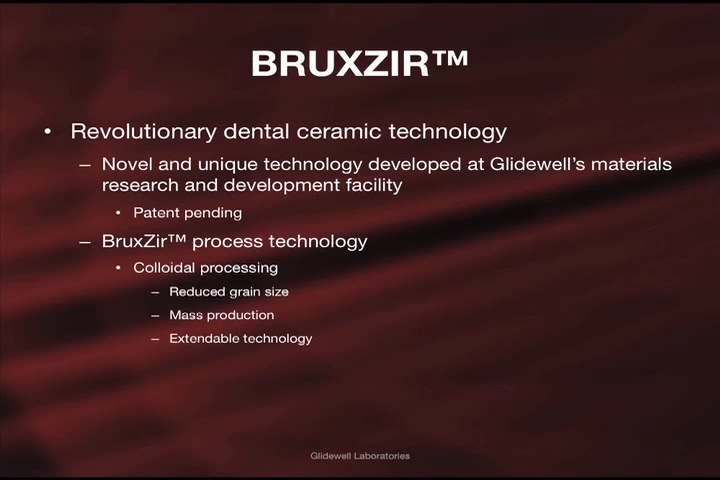 BRUXZIR™
• Revolutionary dental ceramic technology
– Novel and unique technology developed at Glidewell's materials
research and development facility
• Patent pending
– BruxZir™ process technology
• Colloidal processing
– Reduced grain size
– Mass production
– Extendable technology
Glidewell Laboratories